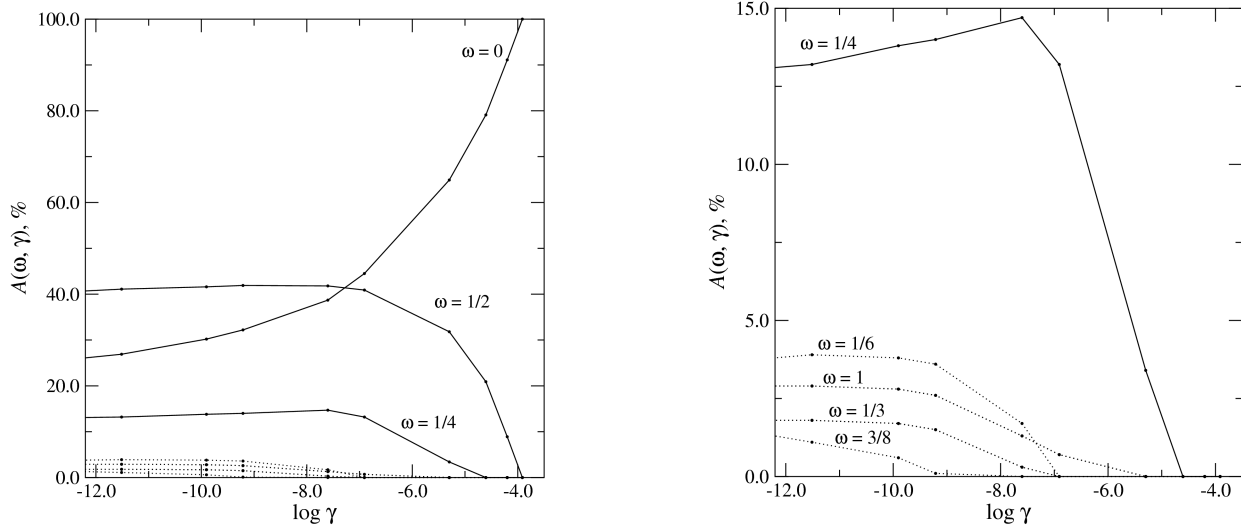 100.0
80.0
60.0
40.0
20.0
0.0
A(ω, γ), %
ω = 0
ω = 1/2
ω = 1/4
-12.0 -10.0 -8.0 -6.0 -4.0
log γ
15.0
10.0
5.0
0.0
A(ω, γ), %
ω = 1/4
ω = 1/6
ω = 1
ω = 1/3
ω = 3/8
-12.0 -10.0 -8.0 -6.0 -4.0
log γ